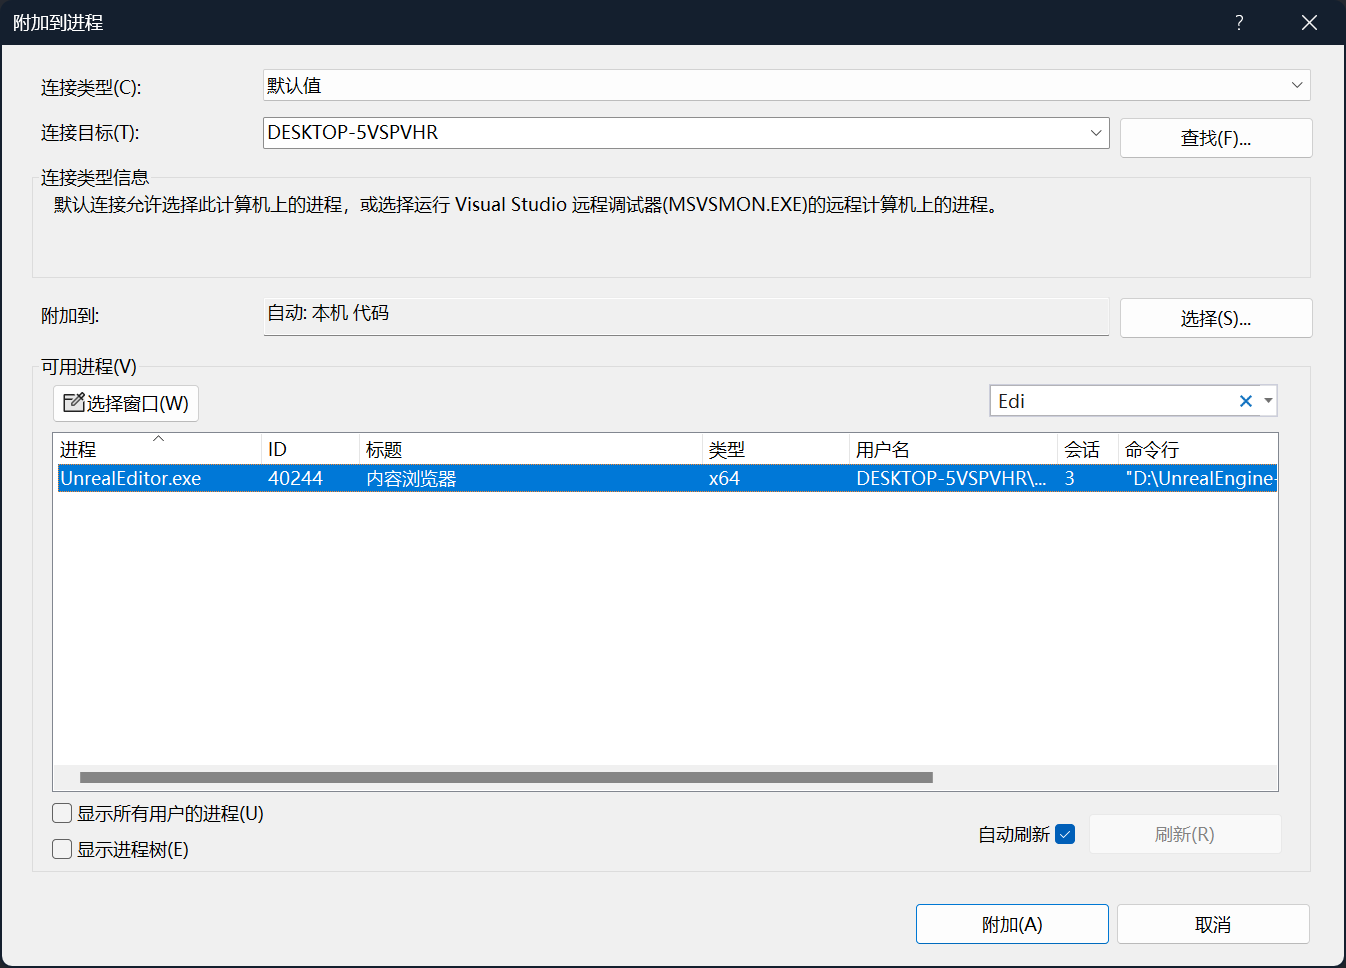 附加到进程
?
连接类型(C):
默认值
连接目标(T):
DESKTOP-5VSPVHR
查找(F)...
连接类型信息
默认连接允许选择此计算机上的进程，或选择运行 Visual Studio 远程调试器(MSVSMON.EXE)的远程计算机上的进程。
附加到:
自动: 本机 代码
选择(S)...
可用进程(V)
选择窗口(W)
Edi
进程 ID 标题 类型 用户名 会话 命令行
UnrealEditor.exe 40244 内容浏览器 x64 DESKTOP-5VSPVHR\... 3 "D:\UnrealEngine-
显示所有用户的进程(U)
显示进程树(E)
自动刷新
刷新(R)
附加(A)
取消